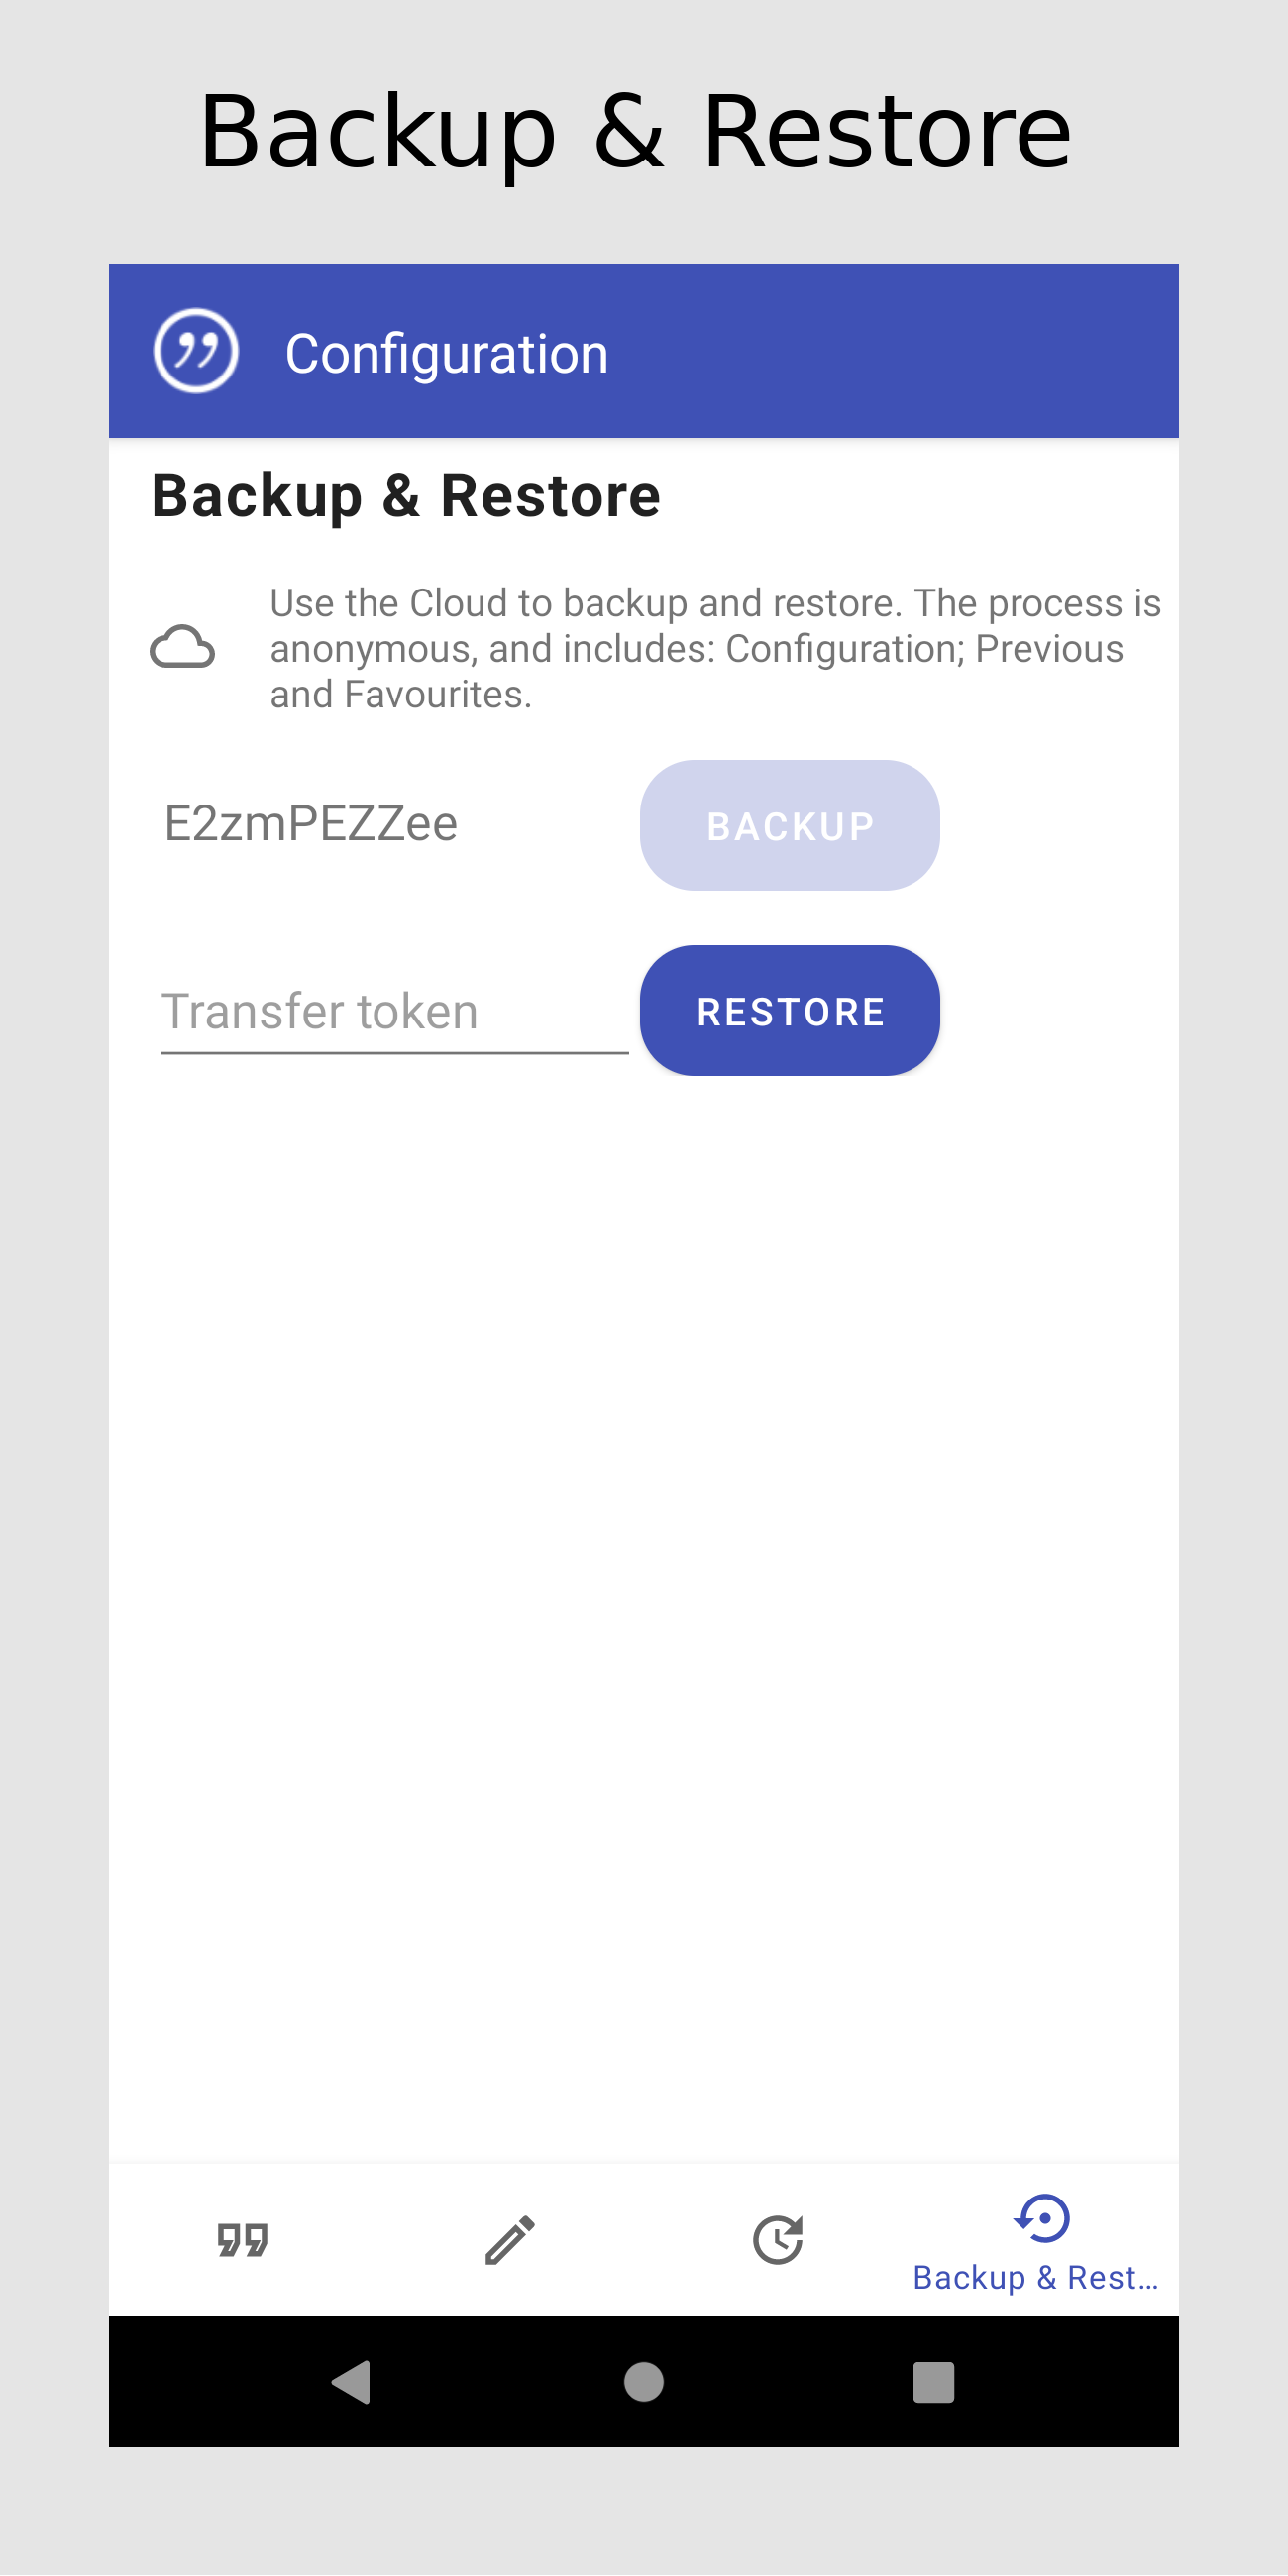 Backup & Restore
Configuration
Backup & Restore
Use the Cloud to backup and restore. The process is
anonymous, and includes: Configuration; Previous
and Favourites.
E2zmPEZZee
BACKUP
Transfer token
RESTORE
Backup & Rest...